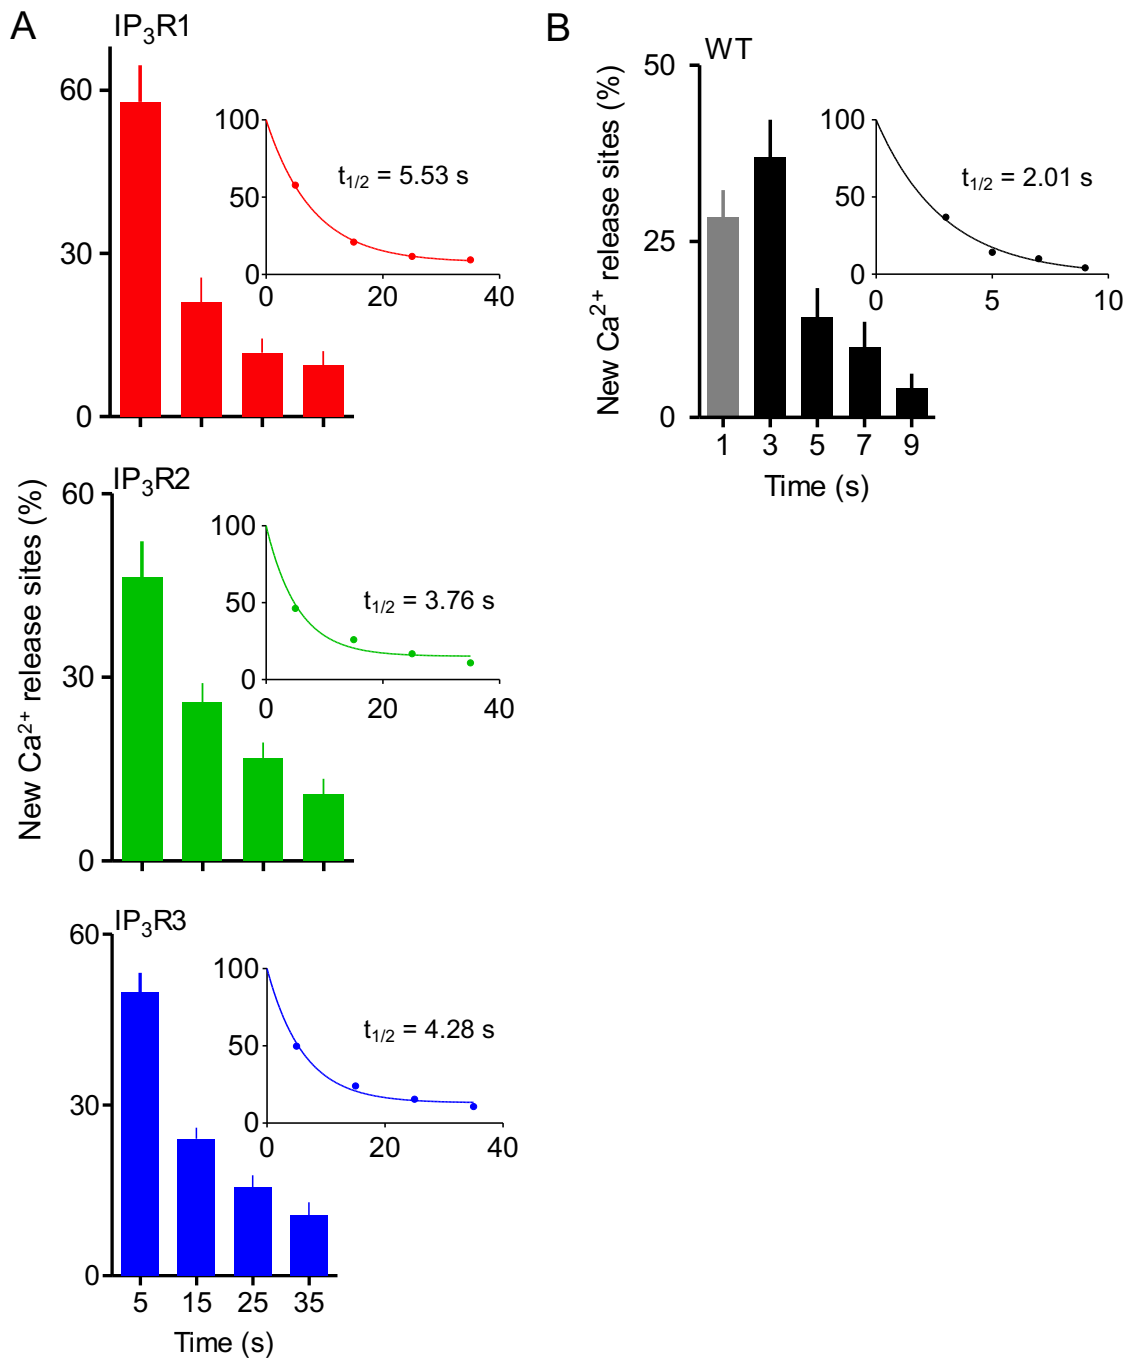 A
IP₃R1
60
30
0
100
50
0
0
20
40
t₁/₂ = 5.53 s
New Ca²⁺ release sites (%)
IP₃R2
60
30
0
100
50
0
0
20
40
t₁/₂ = 3.76 s
IP₃R3
60
30
0
100
50
0
0
20
40
t₁/₂ = 4.28 s
5 15 25 35
Time (s)
B
WT
New Ca²⁺ release sites (%)
50
25
0
100
50
0
0
5
10
t₁/₂ = 2.01 s
1 3 5 7 9
Time (s)